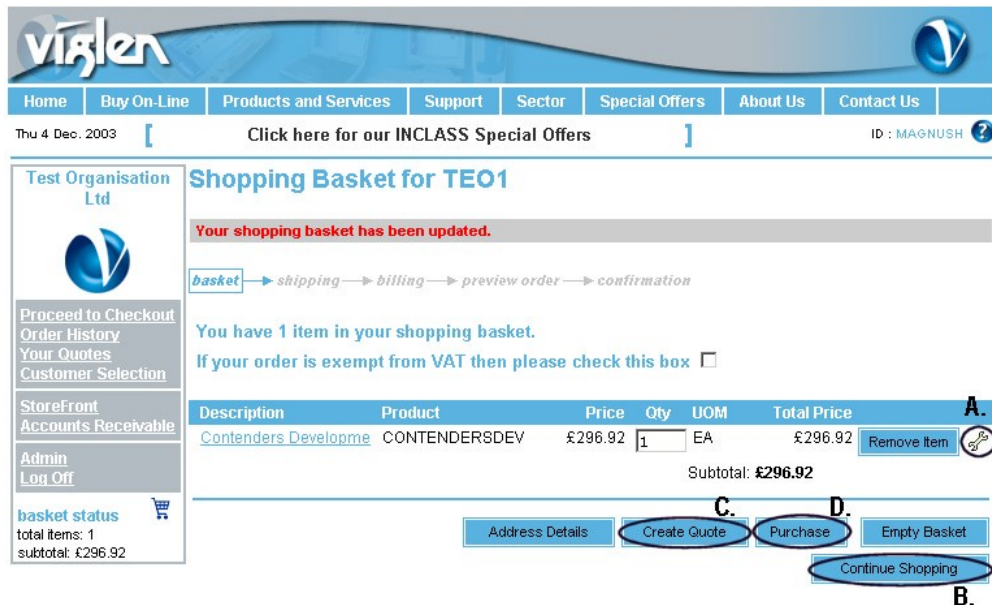 viglen
Home Buy On-Line Products and Services Support Sector Special Offers About Us Contact Us
Thu 4 Dec. 2003 [ Click here for our INCLASS Special Offers ] ID : MAGNUSH ?
Test Organisation
Ltd
Proceed to Checkout
Order History
Your Quotes
Customer Selection
StoreFront
Accounts Receivable
Admin
Log Off
basket status
total items: 1
subtotal: £296.92
Shopping Basket for TEO1
Your shopping basket has been updated.
basket shipping billing preview order confirmation
You have 1 item in your shopping basket.
If your order is exempt from VAT then please check this box
Description Product Price Qty UOM Total Price A.
Contenders Developme CONTENDERSDEV £296.92 1 EA £296.92 Remove Item
Subtotal: £296.92
C. D.
Address Details Create Quote Purchase Empty Basket
Continue Shopping
B.